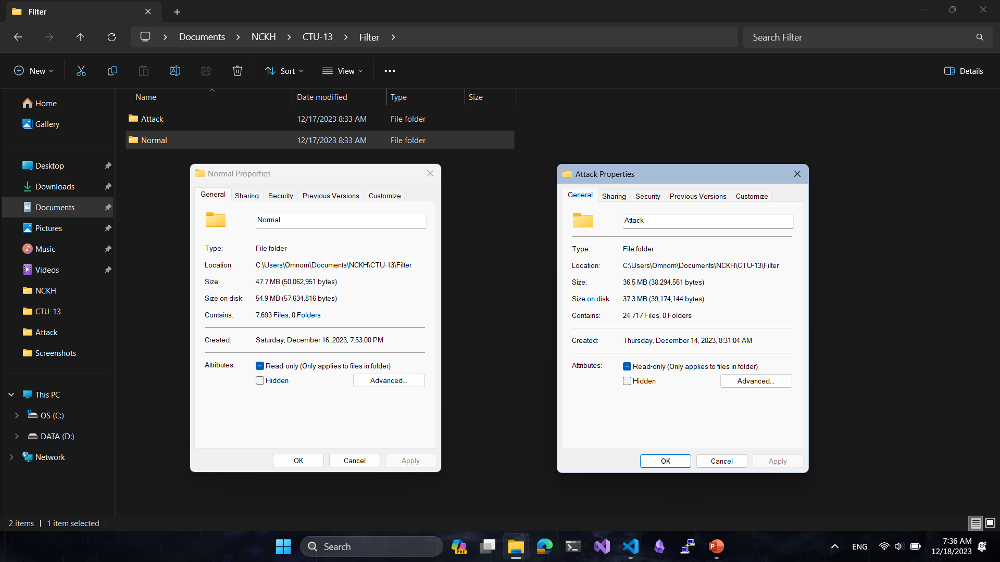 Filter
Documents
NCKH
CTU-13
Filter
Search Filter
New
Sort
View
Details
Name
Date modified
Type
Size
Attack 12/17/2023 8:33 AM File folder
Normal 12/17/2023 8:33 AM File folder
Home
Gallery
Desktop
Downloads
Documents
Pictures
Music
Videos
NCKH
CTU-13
Attack
Screenshots
This PC
OS (C:)
DATA (D:)
Network
Normal Properties
General Sharing Security Previous Versions Customize
Normal
Type: File folder
Location: C:\Users\Omnom\Documents\NCKH\CTU-13\Filter
Size: 47.7 MB (50,062,951 bytes)
Size on disk: 54.9 MB (57,634,816 bytes)
Contains: 7,693 Files, 0 Folders
Created: Saturday, December 16, 2023, 7:53:00 PM
Attributes: Read-only (Only applies to files in folder)
Hidden
Advanced...
OK Cancel Apply
Attack Properties
General Sharing Security Previous Versions Customize
Attack
Type: File folder
Location: C:\Users\Omnom\Documents\NCKH\CTU-13\Filter
Size: 36.5 MB (38,294,561 bytes)
Size on disk: 37.3 MB (39,174,144 bytes)
Contains: 24,717 Files, 0 Folders
Created: Thursday, December 14, 2023, 8:31:04 AM
Attributes: Read-only (Only applies to files in folder)
Hidden
Advanced...
OK Cancel Apply
2 items 1 item selected
Search
PRE
ENG
7:36 AM
12/18/2023